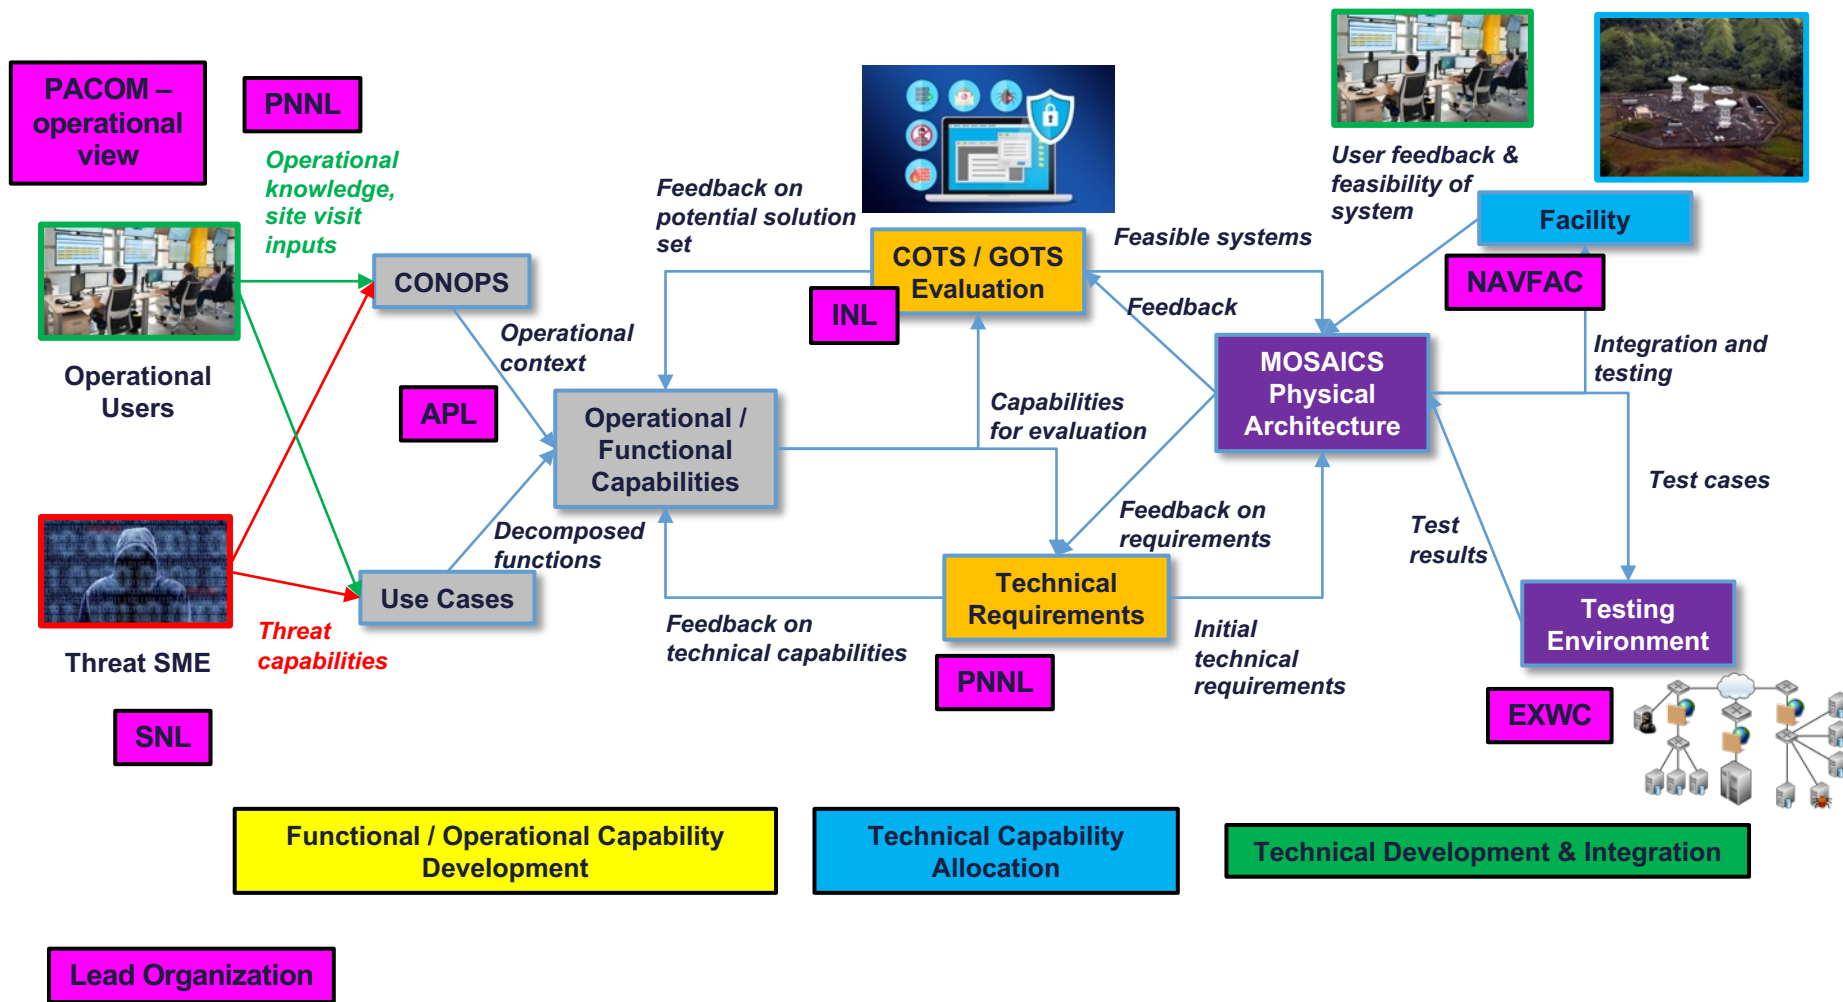 PACOM –
operational
view
PNNL
Operational
knowledge,
site visit
inputs
Operational
Users
Threat SME
SNL
Threat
capabilities
CONOPS
Operational
context
APL
Use Cases
Decomposed
functions
Operational /
Functional
Capabilities
Feedback on
potential solution
set
Feedback on
technical capabilities
COTS / GOTS
Evaluation
INL
Capabilities
for evaluation
Feasible systems
Feedback
Technical
Requirements
PNNL
Feedback on
requirements
Initial
technical
requirements
MOSAICS
Physical
Architecture
User feedback &
feasibility of
system
Facility
NAVFAC
Integration and
testing
Test cases
Test
results
Testing
Environment
EXWC
Functional / Operational Capability
Development
Technical Capability
Allocation
Technical Development & Integration
Lead Organization